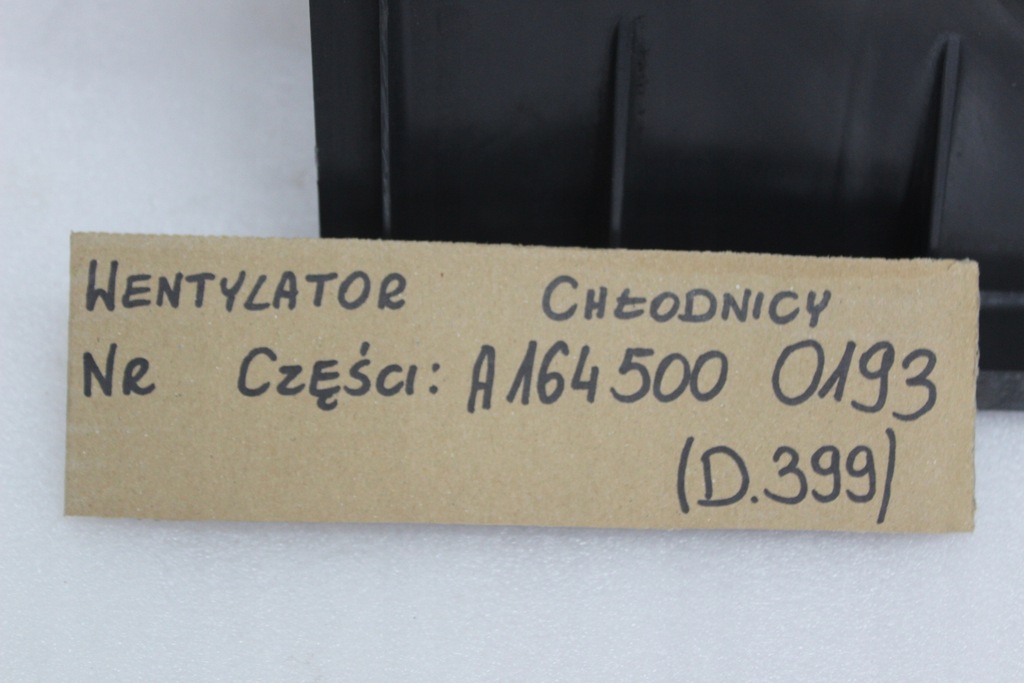 WENTYLATOR CHŁODNICY
NR CZĘŚCI: A164500 0193
(D.399)